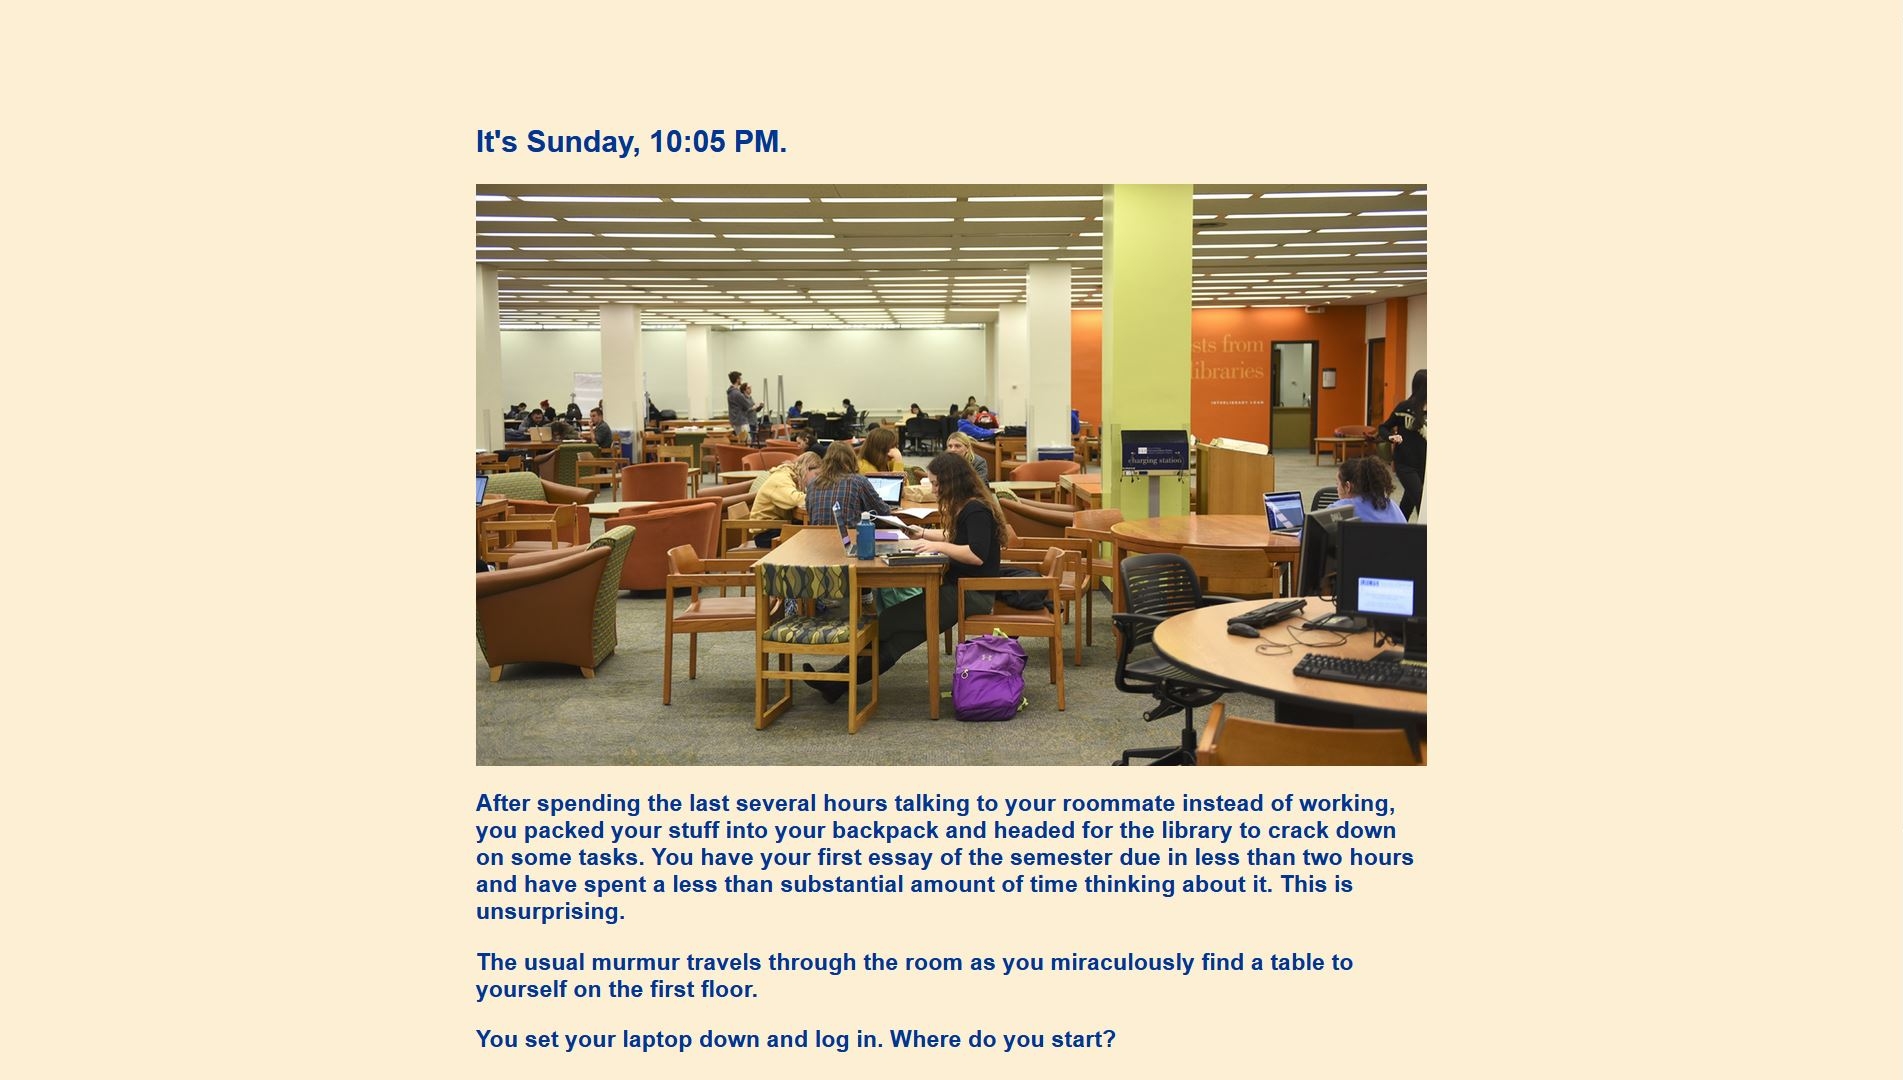 It's Sunday, 10:05 PM.
sts from
libraries
INTERLIBRARY LOAN
charging station
After spending the last several hours talking to your roommate instead of working,
you packed your stuff into your backpack and headed for the library to crack down
on some tasks. You have your first essay of the semester due in less than two hours
and have spent a less than substantial amount of time thinking about it. This is
unsurprising.
The usual murmur travels through the room as you miraculously find a table to
yourself on the first floor.
You set your laptop down and log in. Where do you start?